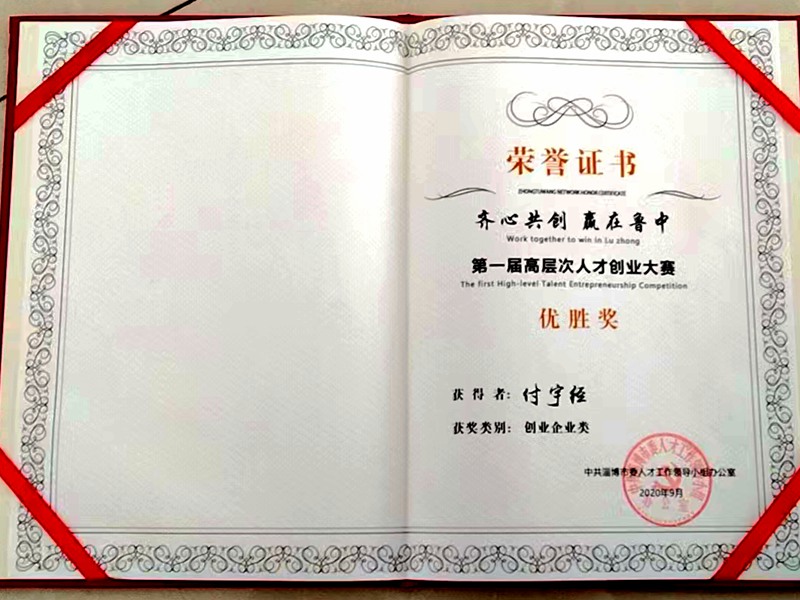 荣誉证书
ZHONGTUWANG NETWORK HONOR CERTIFICATE
齐心共创 赢在鲁中
Work together to win in Lu zhong
第一届高层次人才创业大赛
The first High-level Talent Entrepreneurship Competition
优胜奖
获得者：付宇经
获奖类别：创业企业类
中共淄博市委人才工作领导小组办公室
2020年9月